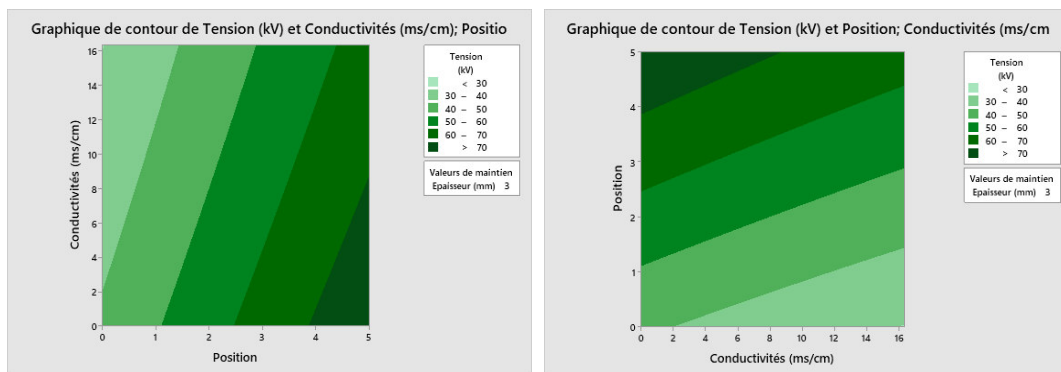 Graphique de contour de Tension (kV) et Conductivités (ms/cm); Positio
16
14
12
10
8
6
4
2
0
Conductivités (ms/cm)
0 1 2 3 4 5
Position
Tension
(kV)
< 30
30 – 40
40 – 50
50 – 60
60 – 70
> 70
Valeurs de maintien
Epaisseur (mm) 3
Graphique de contour de Tension (kV) et Position; Conductivités (ms/cm
5
4
3
2
1
0
Position
0 2 4 6 8 10 12 14 16
Conductivités (ms/cm)
Tension
(kV)
< 30
30 – 40
40 – 50
50 – 60
60 – 70
> 70
Valeurs de maintien
Epaisseur (mm) 3